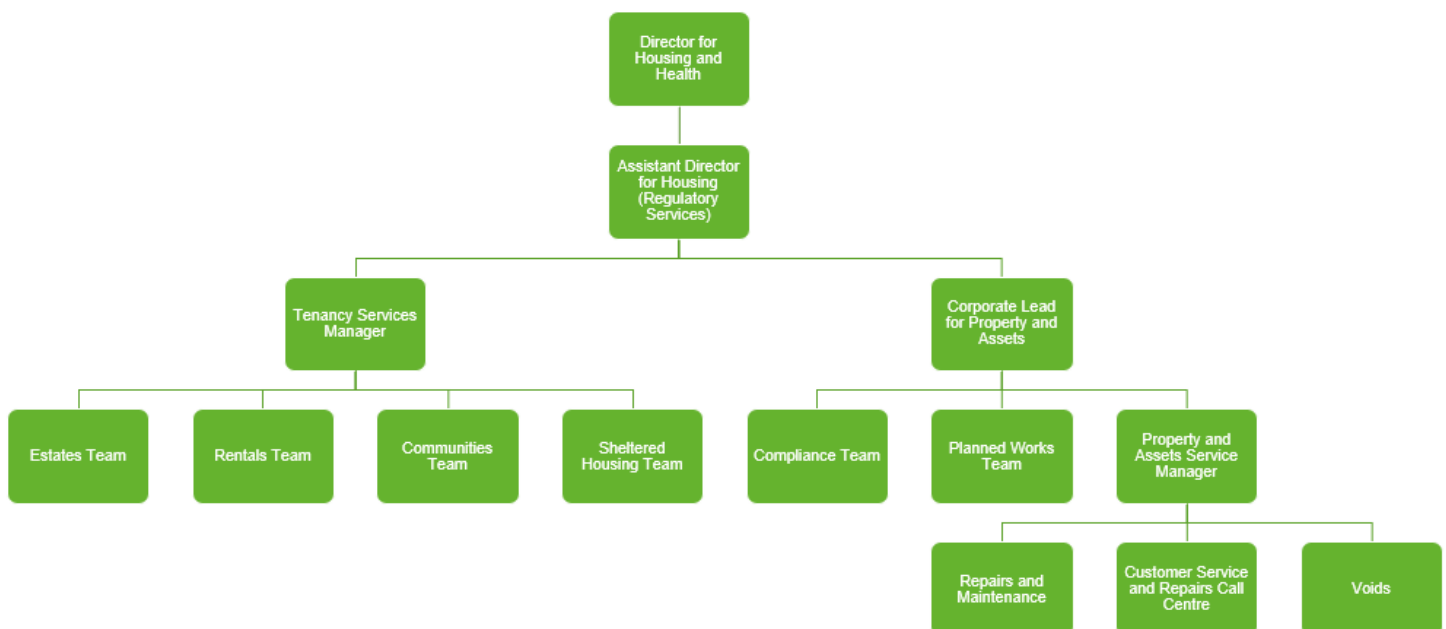 Director for
Housing and
Health
Assistant Director
for Housing
(Regulatory
Services)
Tenancy Services
Manager
Corporate Lead
for Property and
Assets
Estates Team
Rentals Team
Communities
Team
Sheltered
Housing Team
Compliance Team
Planned Works
Team
Property and
Assets Service
Manager
Repairs and
Maintenance
Customer Service
and Repairs Call
Centre
Voids